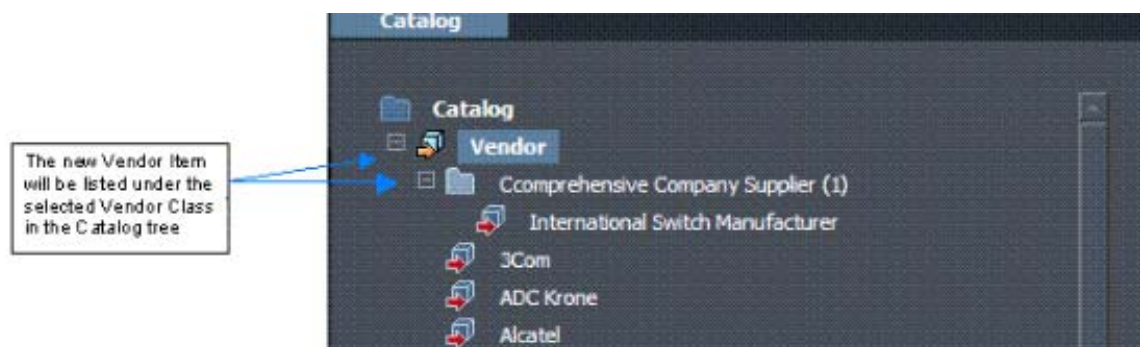 Catalog
Catalog
Vendor
The new Vendor Item
will be listed under the
selected Vendor Class
in the Catalog tree
Ccomprehensive Company Supplier (1)
International Switch Manufacturer
3Com
ADC Krone
Alcatel